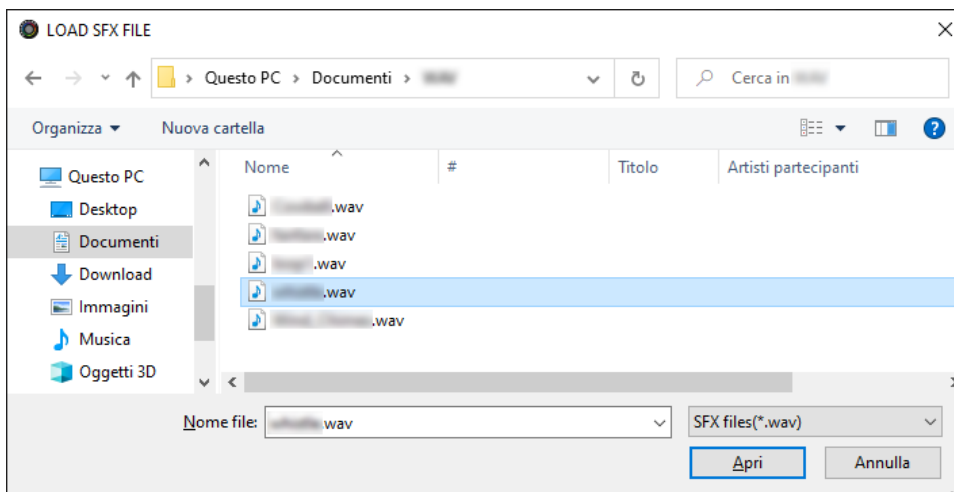 LOAD SFX FILE
Questo PC > Documenti >
Cerca in
Organizza Nuova cartella
Nome # Titolo Artisti partecipanti
Questo PC
Desktop
Documenti
Download
Immagini
Musica
Oggetti 3D
.wav
.wav
.wav
.wav
.wav
Nome file: .wav SFX files(*.wav)
Apri Annulla